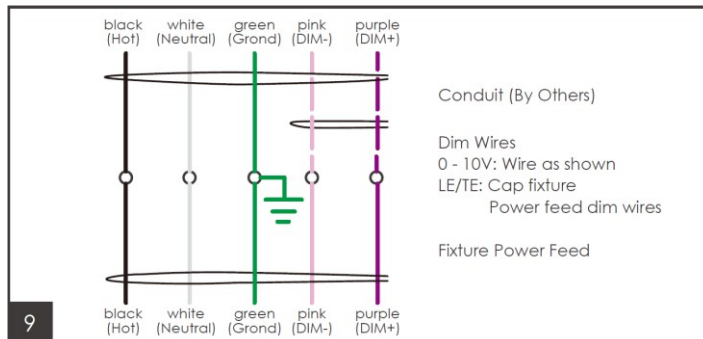 black white green pink purple
(Hot) (Neutral) (Grond) (DIM-) (DIM+)
Conduit (By Others)
Dim Wires
0 - 10V: Wire as shown
LE/TE: Cap fixture
Power feed dim wires
Fixture Power Feed
black white green pink purple
(Hot) (Neutral) (Grond) (DIM-) (DIM+)
9